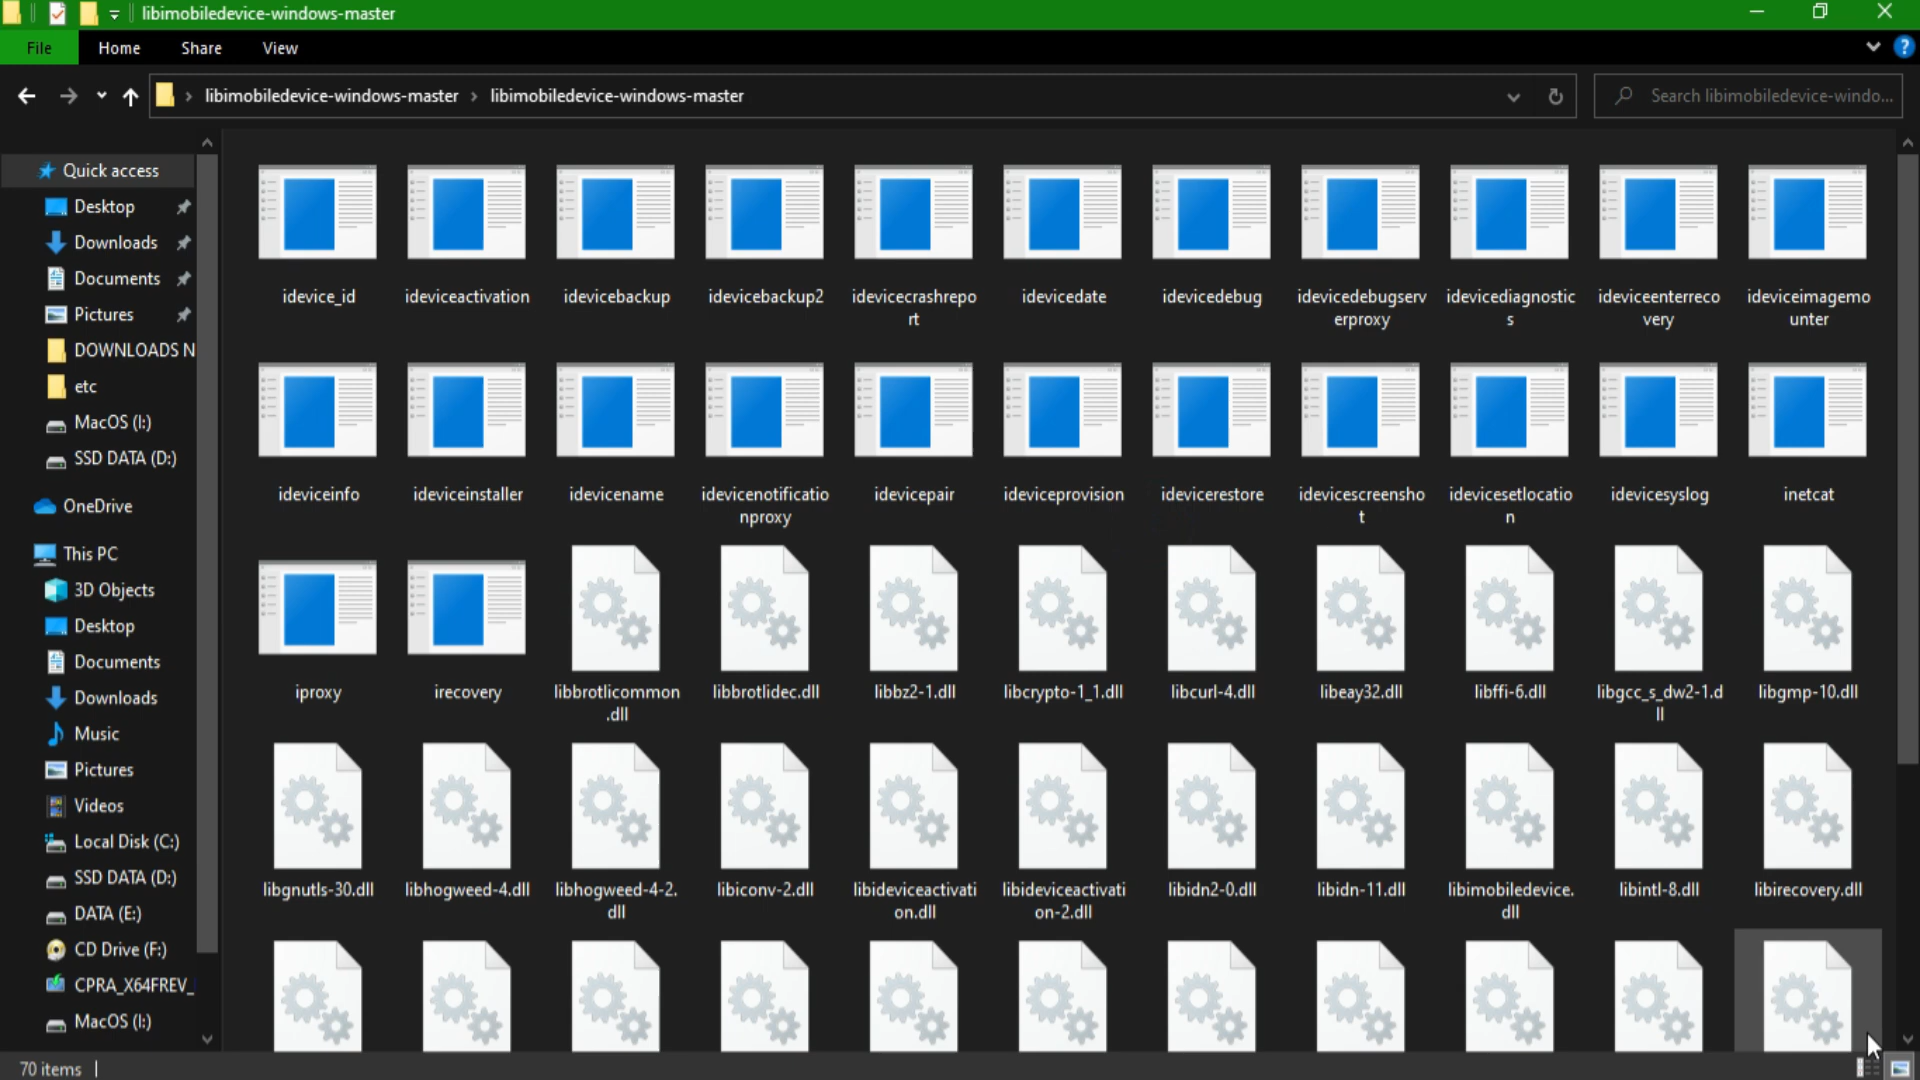 libimobiledevice-windows-master
File Home Share View
libimobiledevice-windows-master > libimobiledevice-windows-master
Search libimobiledevice-windo...
Quick access
Desktop
Downloads
Documents
Pictures
DOWNLOADS N
etc
MacOS (I:)
SSD DATA (D:)
OneDrive
This PC
3D Objects
Desktop
Documents
Downloads
Music
Pictures
Videos
Local Disk (C:)
SSD DATA (D:)
DATA (E:)
CD Drive (F:)
CPRA_X64FREV_
MacOS (I:)
idevice_id
ideviceactivation
idevicebackup
idevicebackup2
idevicecrashrepo
rt
idevicedate
idevicedebug
idevicedebugserv
erproxy
idevicediagnostic
s
ideviceenterreco
very
ideviceimagemo
unter
ideviceinfo
ideviceinstaller
idevicename
idevicenotificatio
nproxy
idevicepair
ideviceprovision
idevicerestore
idevicescreensho
t
idevicesetlocatio
n
idevicesyslog
inetcat
iproxy
irecovery
libbrotlicommon
.dll
libbrotlidec.dll
libbz2-1.dll
libcrypto-1_1.dll
libcurl-4.dll
libeay32.dll
libffi-6.dll
libgcc_s_dw2-1.d
ll
libgmp-10.dll
libgnutls-30.dll
libhogweed-4.dll
libhogweed-4-2.
dll
libiconv-2.dll
libideviceactivati
on.dll
libideviceactivati
on-2.dll
libidn2-0.dll
libidn-11.dll
libimobiledevice.
dll
libintl-8.dll
libirecovery.dll
70 items